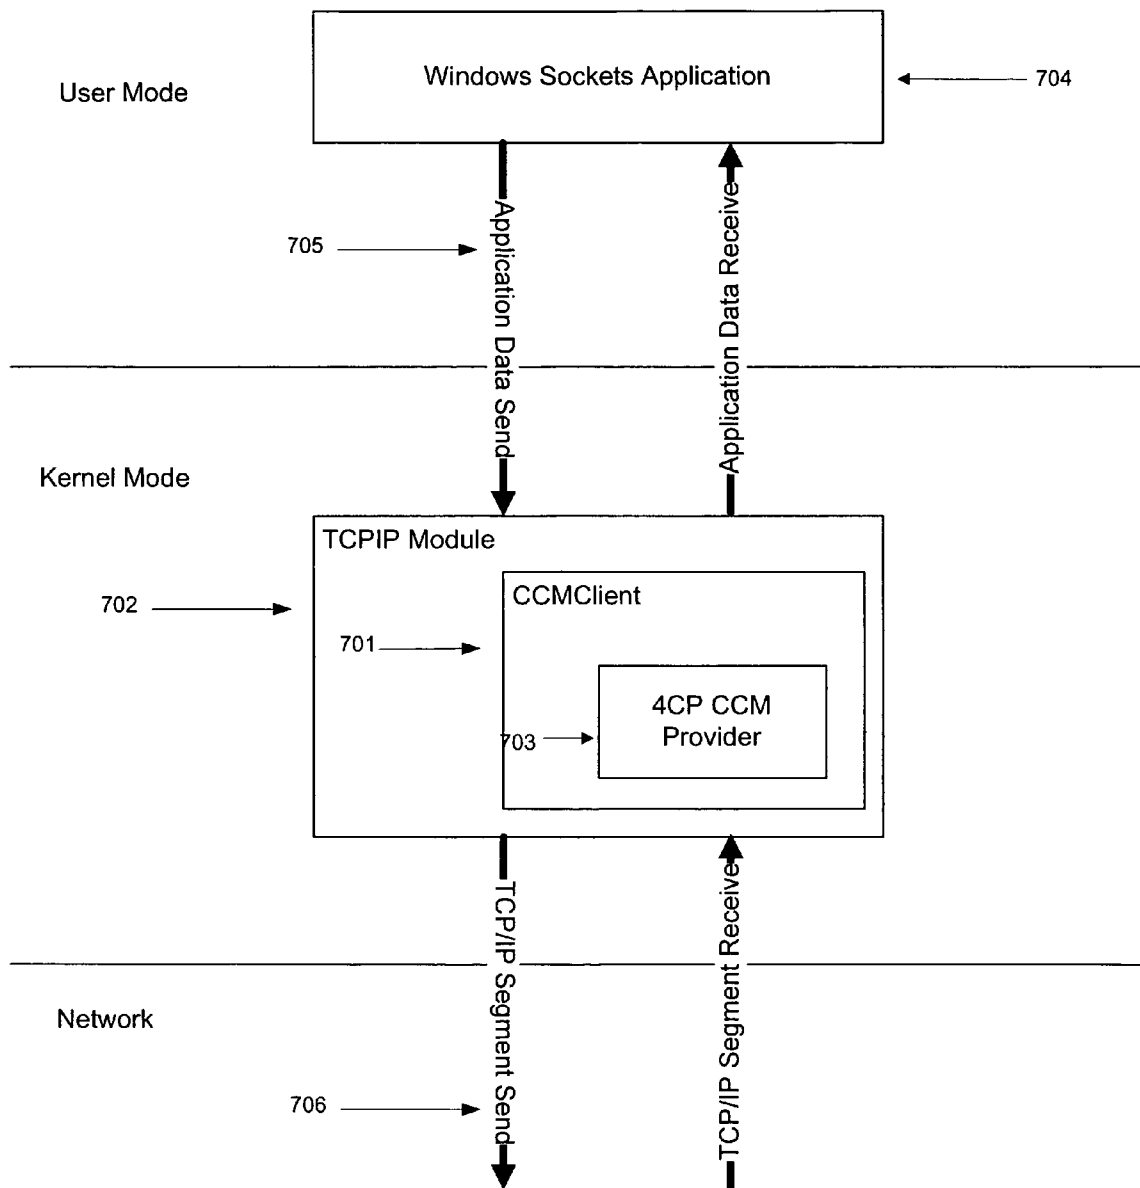 Windows Sockets Application
704
User Mode
705
Application Data Send
Application Data Receive
Kernel Mode
TCPIP Module
CCMClient
702
701
4CP CCM
Provider
703
TCP/IP Segment Send
TCP/IP Segment Receive
Network
706